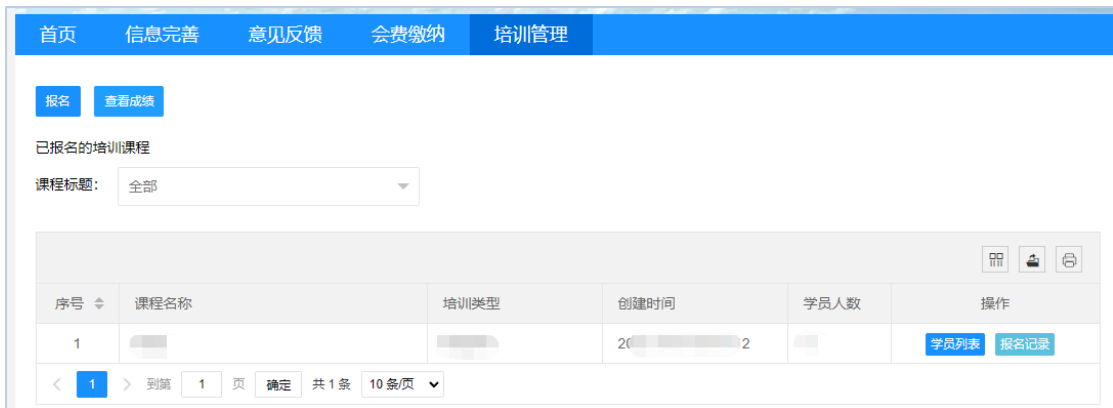 首页 信息完善 意见反馈 会费缴纳 培训管理
报名 查看成绩
已报名的培训课程
课程标题： 全部
序号 课程名称 培训类型 创建时间 学员人数 操作
1 20 2 学员列表 报名记录
1 到第 1 页 确定 共 1 条 10 条/页